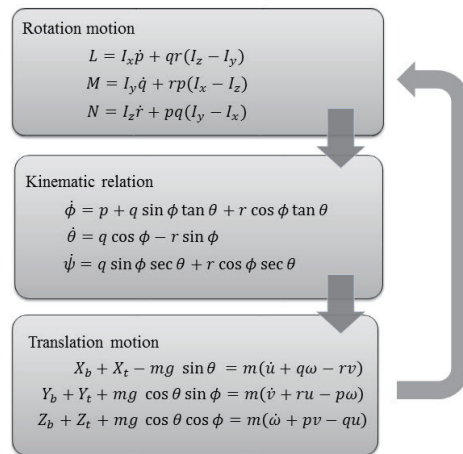 Rotation motion
L = I_x ṗ + qr(I_z − I_y)
M = I_y q̇ + rp(I_x − I_z)
N = I_z ṙ + pq(I_y − I_x)
Kinematic relation
ϕ̇ = p + q sin ϕ tan θ + r cos ϕ tan θ
θ̇ = q cos ϕ − r sin ϕ
ψ̇ = q sin ϕ sec θ + r cos ϕ sec θ
Translation motion
X_b + X_t − mg sin θ = m(u̇ + qω − rv)
Y_b + Y_t + mg cos θ sin ϕ = m(v̇ + ru − pω)
Z_b + Z_t + mg cos θ cos ϕ = m(ω̇ + pv − qu)